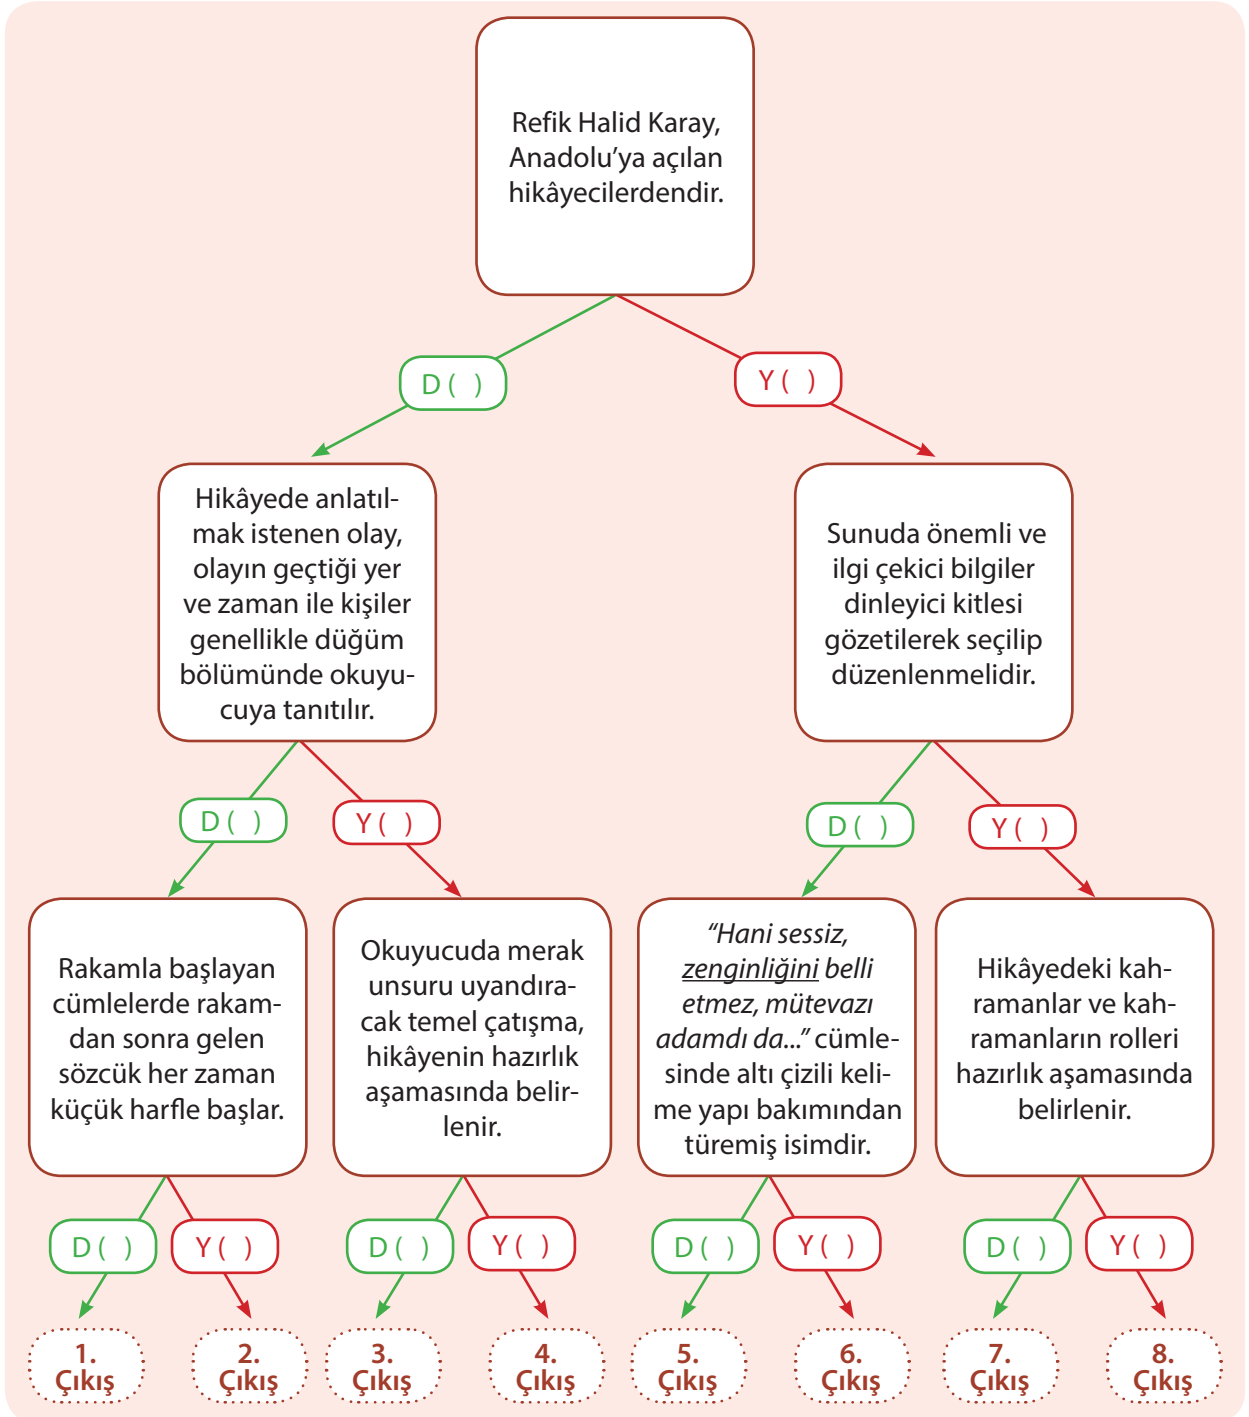 Refik Halid Karay,
Anadolu’ya açılan
hikâyecilerdendir.
D ( )
Y ( )
Hikâyede anlatıl-
mak istenen olay,
olayın geçtiği yer
ve zaman ile kişiler
genellikle düğüm
bölümünde okuyu-
cuya tanıtılır.
Sunuda önemli ve
ilgi çekici bilgiler
dinleyici kitlesi
gözetilerek seçilip
düzenlenmelidir.
D ( )
Y ( )
D ( )
Y ( )
Rakamla başlayan
cümlelerde rakam-
dan sonra gelen
sözcük her zaman
küçük harfle başlar.
Okuyucuda merak
unsuru uyandıra-
cak temel çatışma,
hikâyenin hazırlık
aşamasında belir-
lenir.
“Hani sessiz,
zenginliğini belli
etmez, mütevazı
adamdı da...” cümle-
sinde altı çizili keli-
me yapı bakımından
türemiş isimdir.
Hikâyedeki kah-
ramanlar ve kah-
ramanların rolleri
hazırlık aşamasında
belirlenir.
D ( )
Y ( )
D ( )
Y ( )
D ( )
Y ( )
D ( )
Y ( )
1.
Çıkış
2.
Çıkış
3.
Çıkış
4.
Çıkış
5.
Çıkış
6.
Çıkış
7.
Çıkış
8.
Çıkış